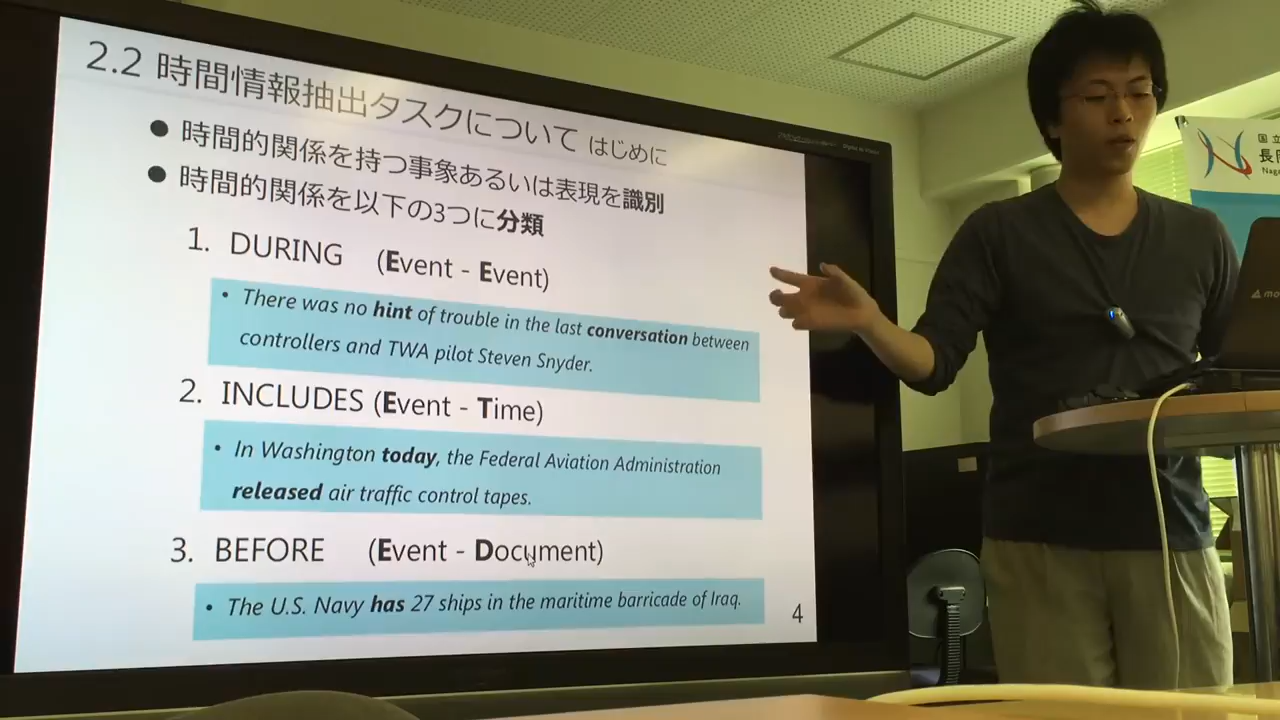 2.2 時間情報抽出タスクについて はじめに
● 時間的関係を持つ事象あるいは表現を識別
● 時間的関係を以下の3つに分類
1. DURING (Event - Event)
• There was no hint of trouble in the last conversation between
controllers and TWA pilot Steven Snyder.
2. INCLUDES (Event - Time)
• In Washington today, the Federal Aviation Administration
released air traffic control tapes.
3. BEFORE (Event - Document)
• The U.S. Navy has 27 ships in the maritime barricade of Iraq.
4
国立
長岡
Naga